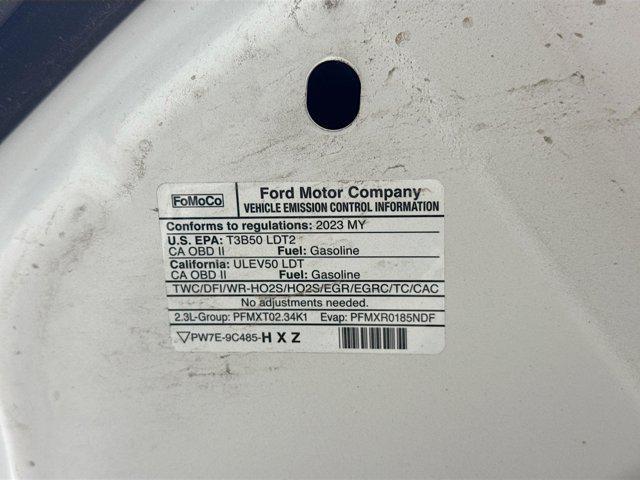 FoMoCo
Ford Motor Company
VEHICLE EMISSION CONTROL INFORMATION
Conforms to regulations: 2023 MY
U.S. EPA: T3B50 LDT2
CA OBD II Fuel: Gasoline
California: ULEV50 LDT
CA OBD II Fuel: Gasoline
TWC/DFI/WR-HO2S/HO2S/EGR/EGRC/TC/CAC
No adjustments needed.
2.3L-Group: PFMXT02.34K1 Evap: PFMXR0185NDF
PW7E-9C485-H X Z